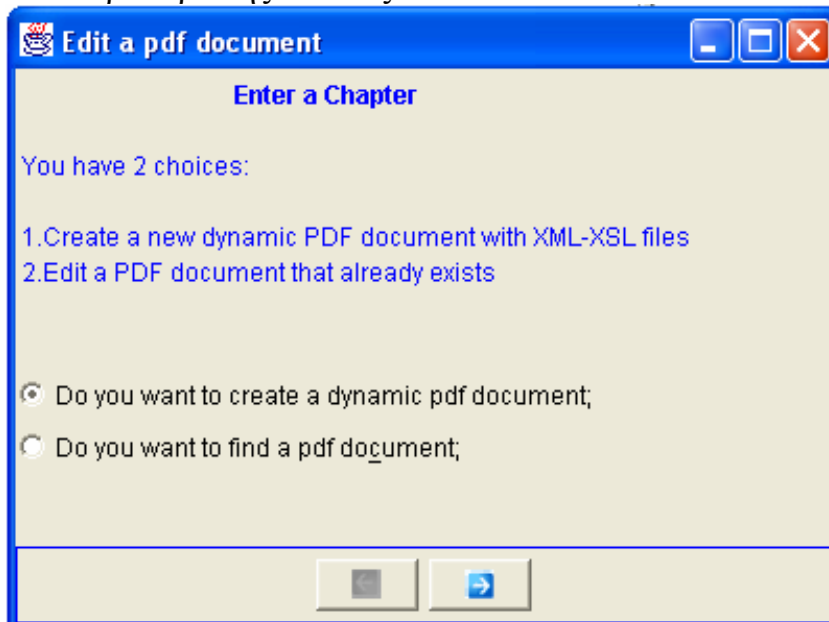 Edit a pdf document
Enter a Chapter
You have 2 choices:
1.Create a new dynamic PDF document with XML-XSL files
2.Edit a PDF document that already exists
Do you want to create a dynamic pdf document;
Do you want to find a pdf document;